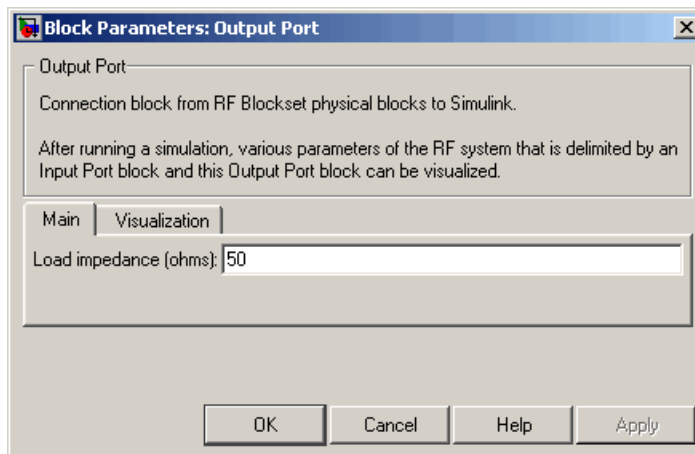 Block Parameters: Output Port
Output Port
Connection block from RF Blockset physical blocks to Simulink.
After running a simulation, various parameters of the RF system that is delimited by an
Input Port block and this Output Port block can be visualized.
Main Visualization
Load impedance (ohms): 50
OK Cancel Help Apply